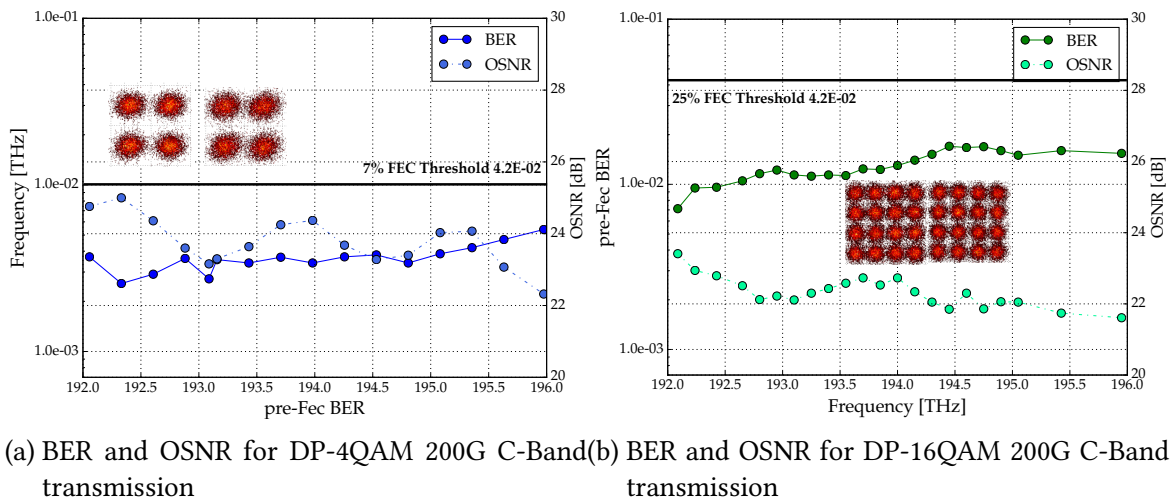 1.0e-01
1.0e-02
1.0e-03
Frequency [THz]
BER
OSNR
7% FEC Threshold 4.2E-02
30
28
26
24
22
20
OSNR [dB]
192.0 192.5 193.0 193.5 194.0 194.5 195.0 195.5 196.0
pre-Fec BER
(a) BER and OSNR for DP-4QAM 200G C-Band
transmission
1.0e-01
1.0e-02
1.0e-03
pre-Fec BER
BER
OSNR
25% FEC Threshold 4.2E-02
30
28
26
24
22
20
OSNR [dB]
192.0 192.5 193.0 193.5 194.0 194.5 195.0 195.5 196.0
Frequency [THz]
(b) BER and OSNR for DP-16QAM 200G C-Band
transmission